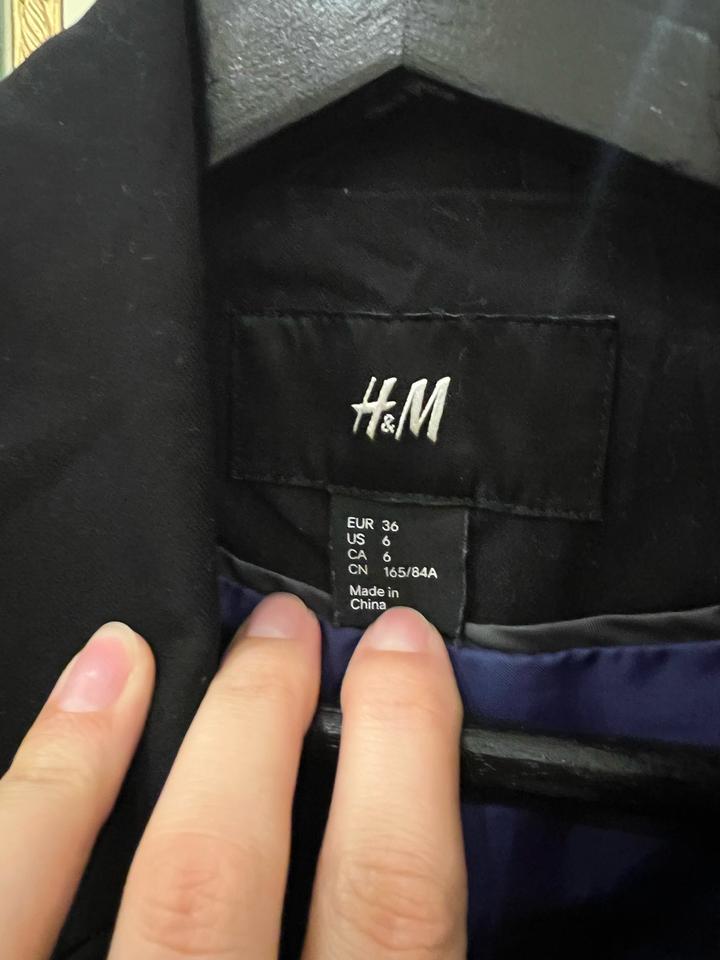 H&M
EUR 36
US 6
CA 6
CN 165/84A
Made in
China